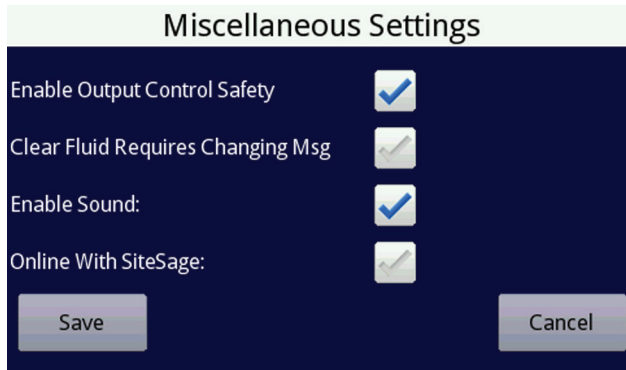 Miscellaneous Settings
Enable Output Control Safety
Clear Fluid Requires Changing Msg
Enable Sound:
Online With SiteSage:
Save Cancel